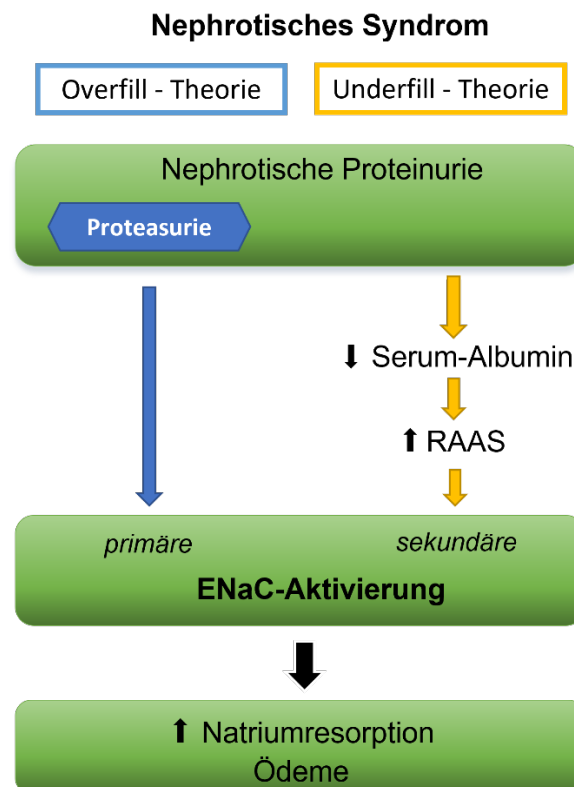 Nephrotisches Syndrom
Overfill - Theorie
Underfill - Theorie
Nephrotische Proteinurie
Proteasurie
⬇ Serum-Albumin
⬆ RAAS
primäre
sekundäre
ENaC-Aktivierung
⬆ Natriumresorption
Ödeme